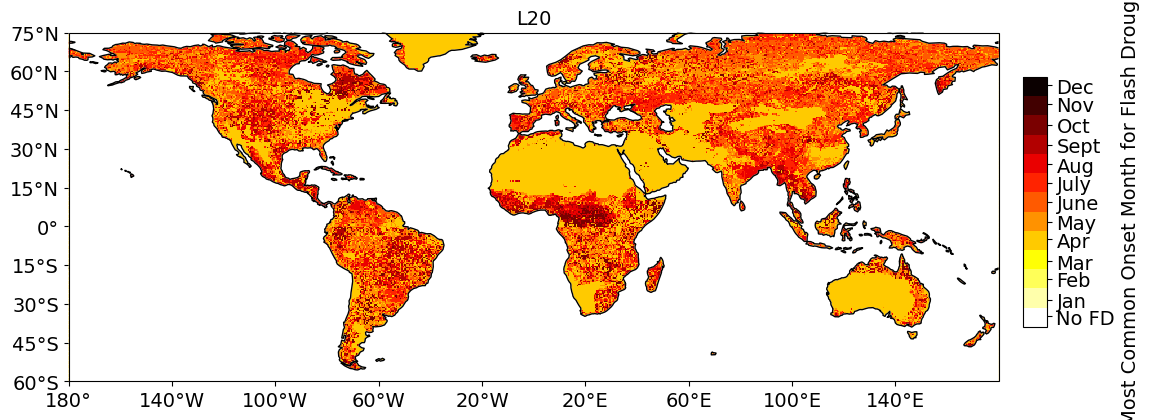 L20
75°N
60°N
45°N
30°N
15°N
0°
15°S
30°S
45°S
60°S
180°
140°W
100°W
60°W
20°W
20°E
60°E
100°E
140°E
Dec
Nov
Oct
Sept
Aug
July
June
May
Apr
Mar
Feb
Jan
No FD
Most Common Onset Month for Flash Droug